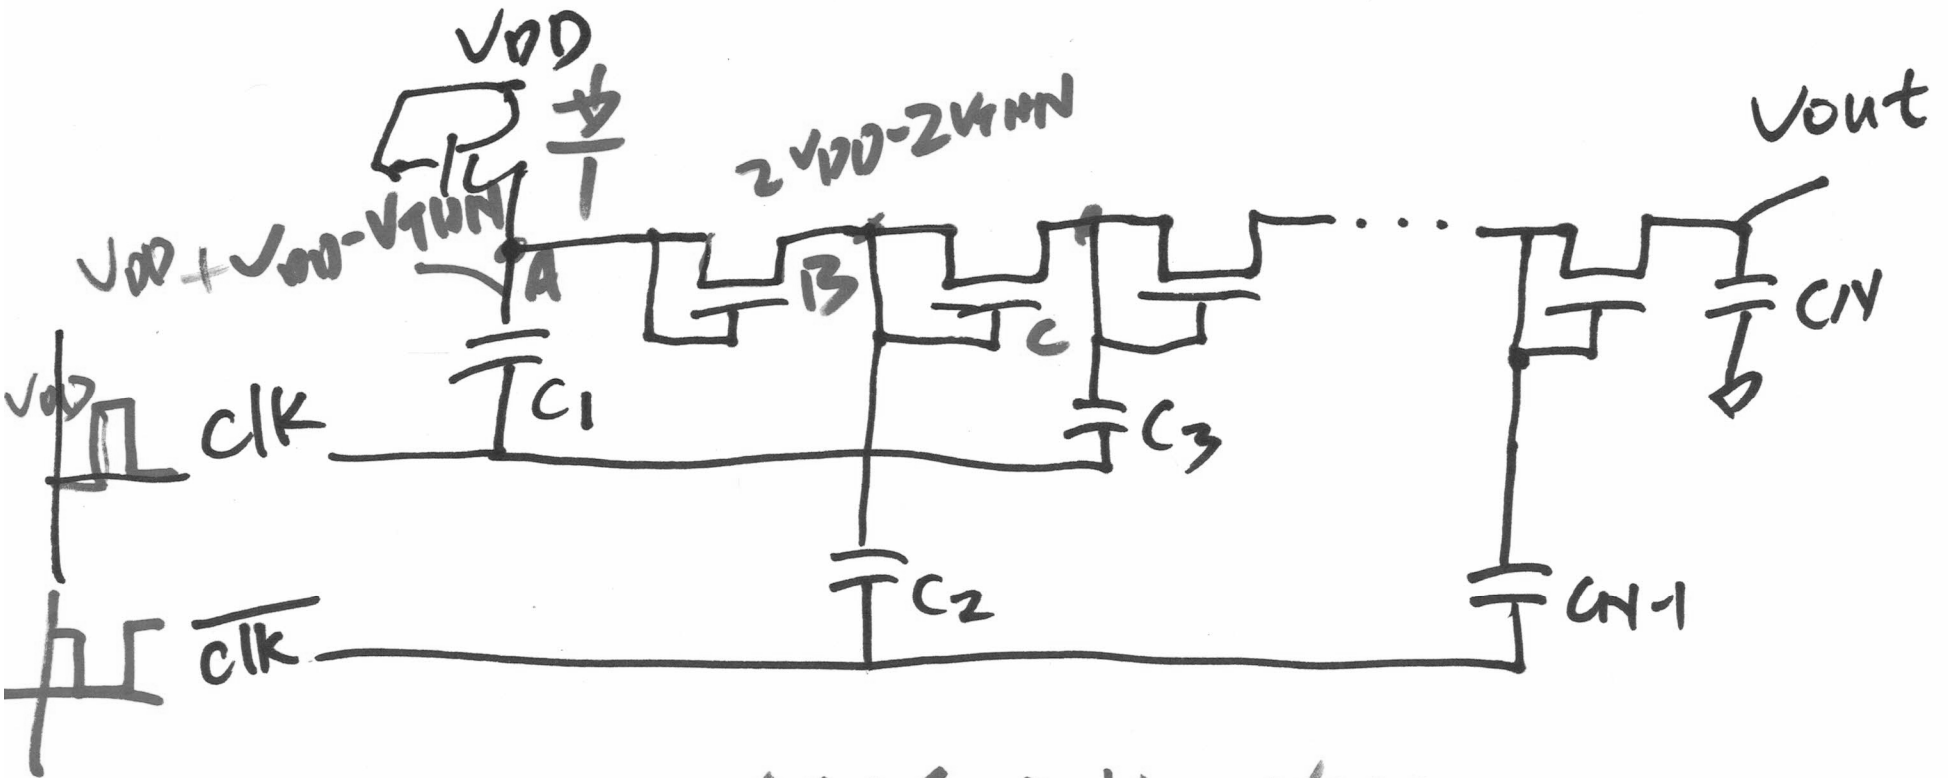 VDD
Vout
2VDD-2VTHN
VDD+VDD-VTHN
A
B
C
CN
VDD
clk
C1
C3
C2
CN-1
clk